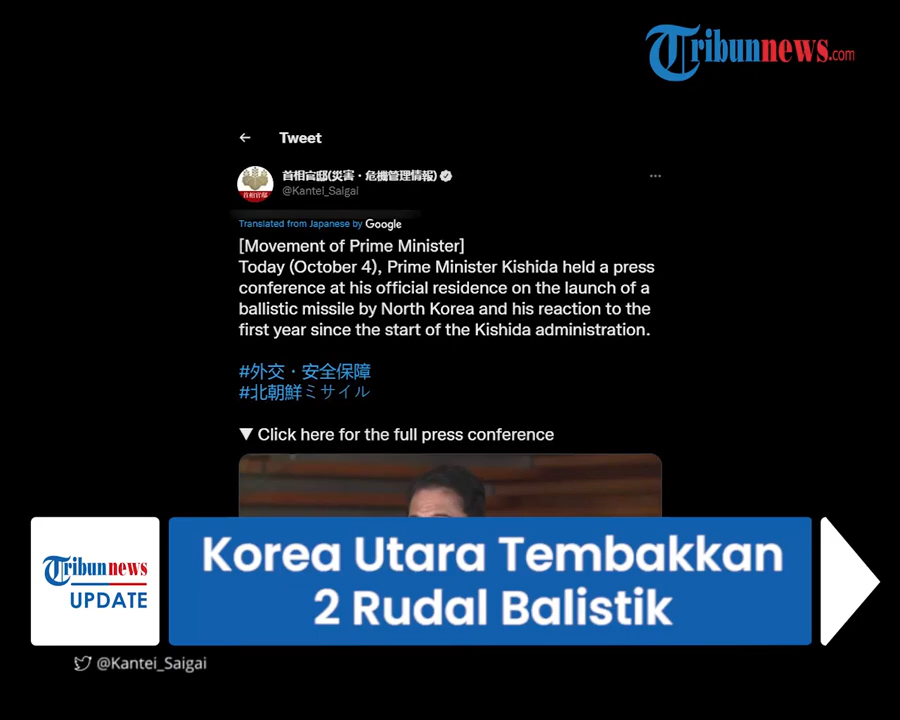 Tribunnews.com
Tweet
首相官邸(災害・危機管理情報)
@Kantei_Saigai
Translated from Japanese by Google
[Movement of Prime Minister]
Today (October 4), Prime Minister Kishida held a press
conference at his official residence on the launch of a
ballistic missile by North Korea and his reaction to the
first year since the start of the Kishida administration.
#外交・安全保障
#北朝鮮ミサイル
▼ Click here for the full press conference
Tribunnews
UPDATE
Korea Utara Tembakkan
2 Rudal Balistik
@Kantei_Saigai